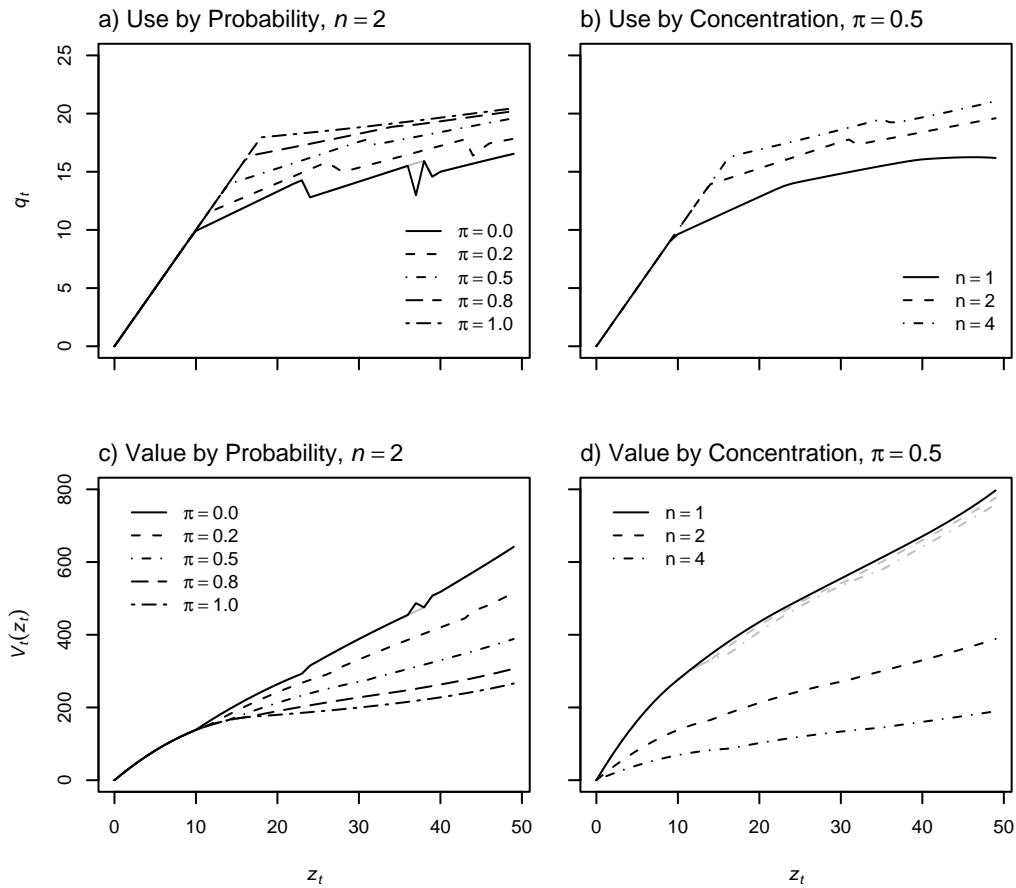 a) Use by Probability, n = 2
b) Use by Concentration, π = 0.5
25
20
15
10
5
0
q_t
π = 0.0
π = 0.2
π = 0.5
π = 0.8
π = 1.0
n = 1
n = 2
n = 4
c) Value by Probability, n = 2
d) Value by Concentration, π = 0.5
800
600
400
200
0
V_t(z_t)
π = 0.0
π = 0.2
π = 0.5
π = 0.8
π = 1.0
n = 1
n = 2
n = 4
0 10 20 30 40 50
0 10 20 30 40 50
z_t
z_t